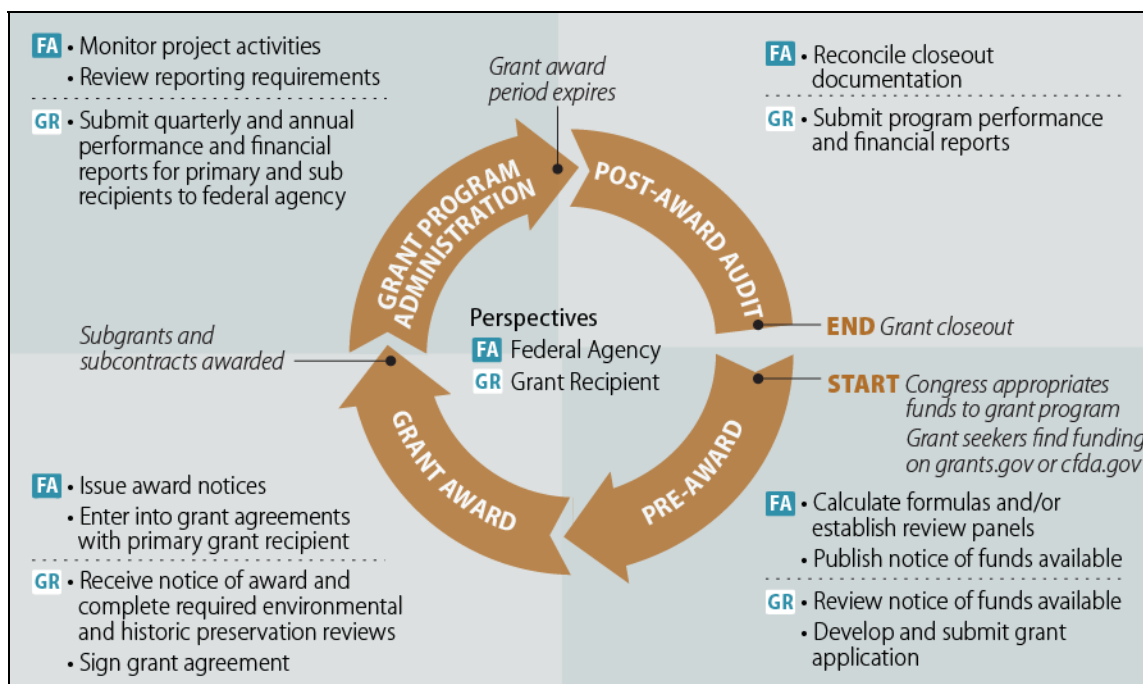 FA • Monitor project activities
• Review reporting requirements
GR • Submit quarterly and annual
performance and financial
reports for primary and sub
recipients to federal agency
Grant award
period expires
FA • Reconcile closeout
documentation
GR • Submit program performance
and financial reports
GRANT PROGRAM
ADMINISTRATION
POST-AWARD AUDIT
Subgrants and
subcontracts awarded
Perspectives
FA Federal Agency
GR Grant Recipient
END Grant closeout
START Congress appropriates
funds to grant program
Grant seekers find funding
on grants.gov or cfda.gov
GRANT AWARD
PRE-AWARD
FA • Issue award notices
• Enter into grant agreements
with primary grant recipient
GR • Receive notice of award and
complete required environmental
and historic preservation reviews
• Sign grant agreement
FA • Calculate formulas and/or
establish review panels
• Publish notice of funds available
GR • Review notice of funds available
• Develop and submit grant
application